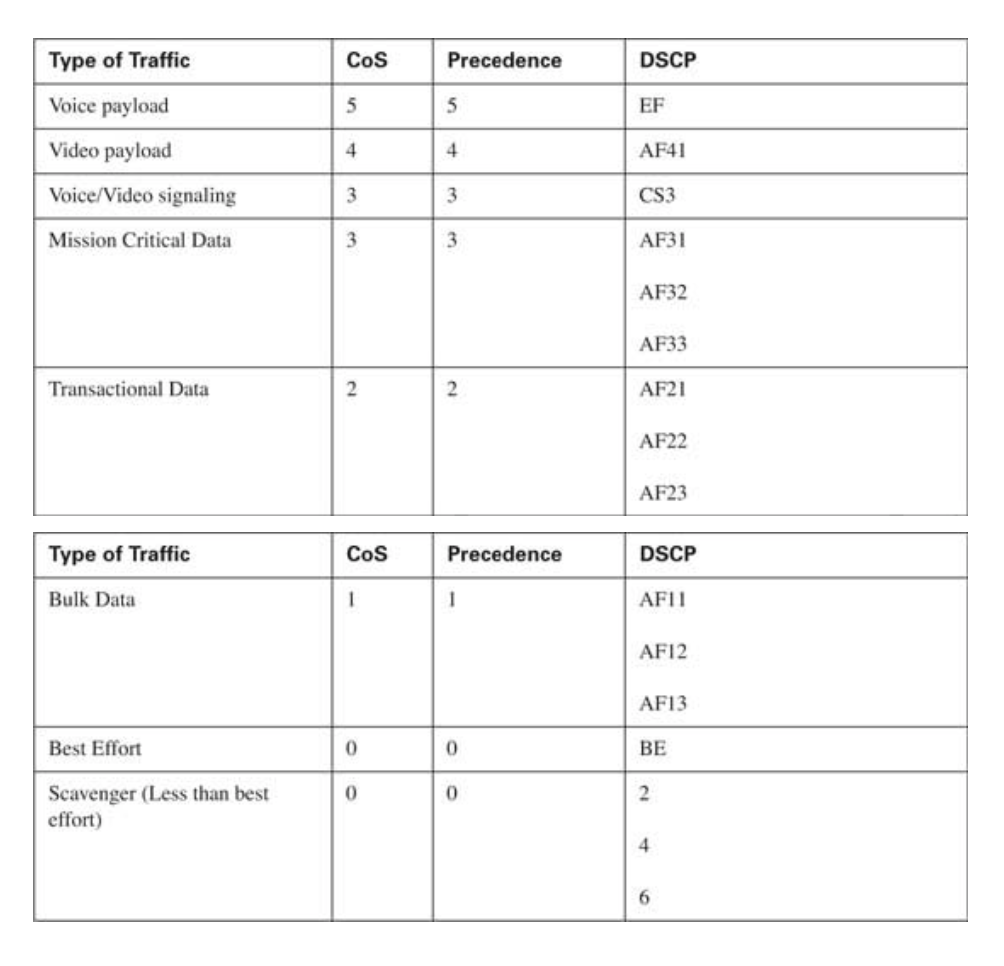 Type of Traffic CoS Precedence DSCP
Voice payload 5 5 EF
Video payload 4 4 AF41
Voice/Video signaling 3 3 CS3
Mission Critical Data 3 3 AF31
AF32
AF33
Transactional Data 2 2 AF21
AF22
AF23
Type of Traffic CoS Precedence DSCP
Bulk Data 1 1 AF11
AF12
AF13
Best Effort 0 0 BE
Scavenger (Less than best 0 0 2
effort)
4
6